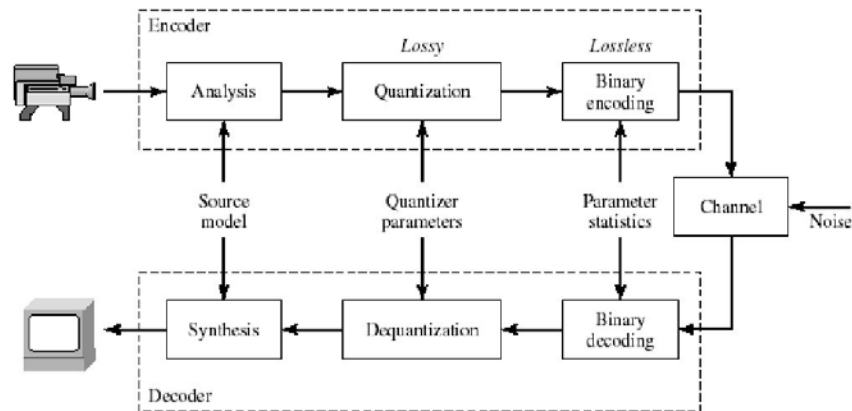 Encoder
Lossy
Lossless
Analysis
Quantization
Binary
encoding
Source
model
Quantizer
parameters
Parameter
statistics
Channel
Noise
Synthesis
Dequantization
Binary
decoding
Decoder